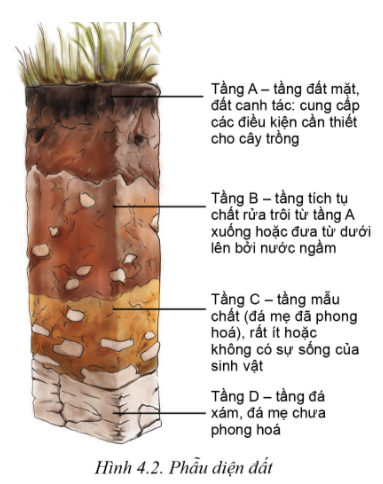 Tầng A – tầng đất mặt,
đất canh tác: cung cấp
các điều kiện cần thiết
cho cây trồng
Tầng B – tầng tích tụ
chất rửa trôi từ tầng A
xuống hoặc đưa từ dưới
lên bởi nước ngầm
Tầng C – tầng mẫu
chất (đá mẹ đã phong
hoá), rất ít hoặc
không có sự sống của
sinh vật
Tầng D – tầng đá
xám, đá mẹ chưa
phong hoá
Hình 4.2. Phẫu diện đất